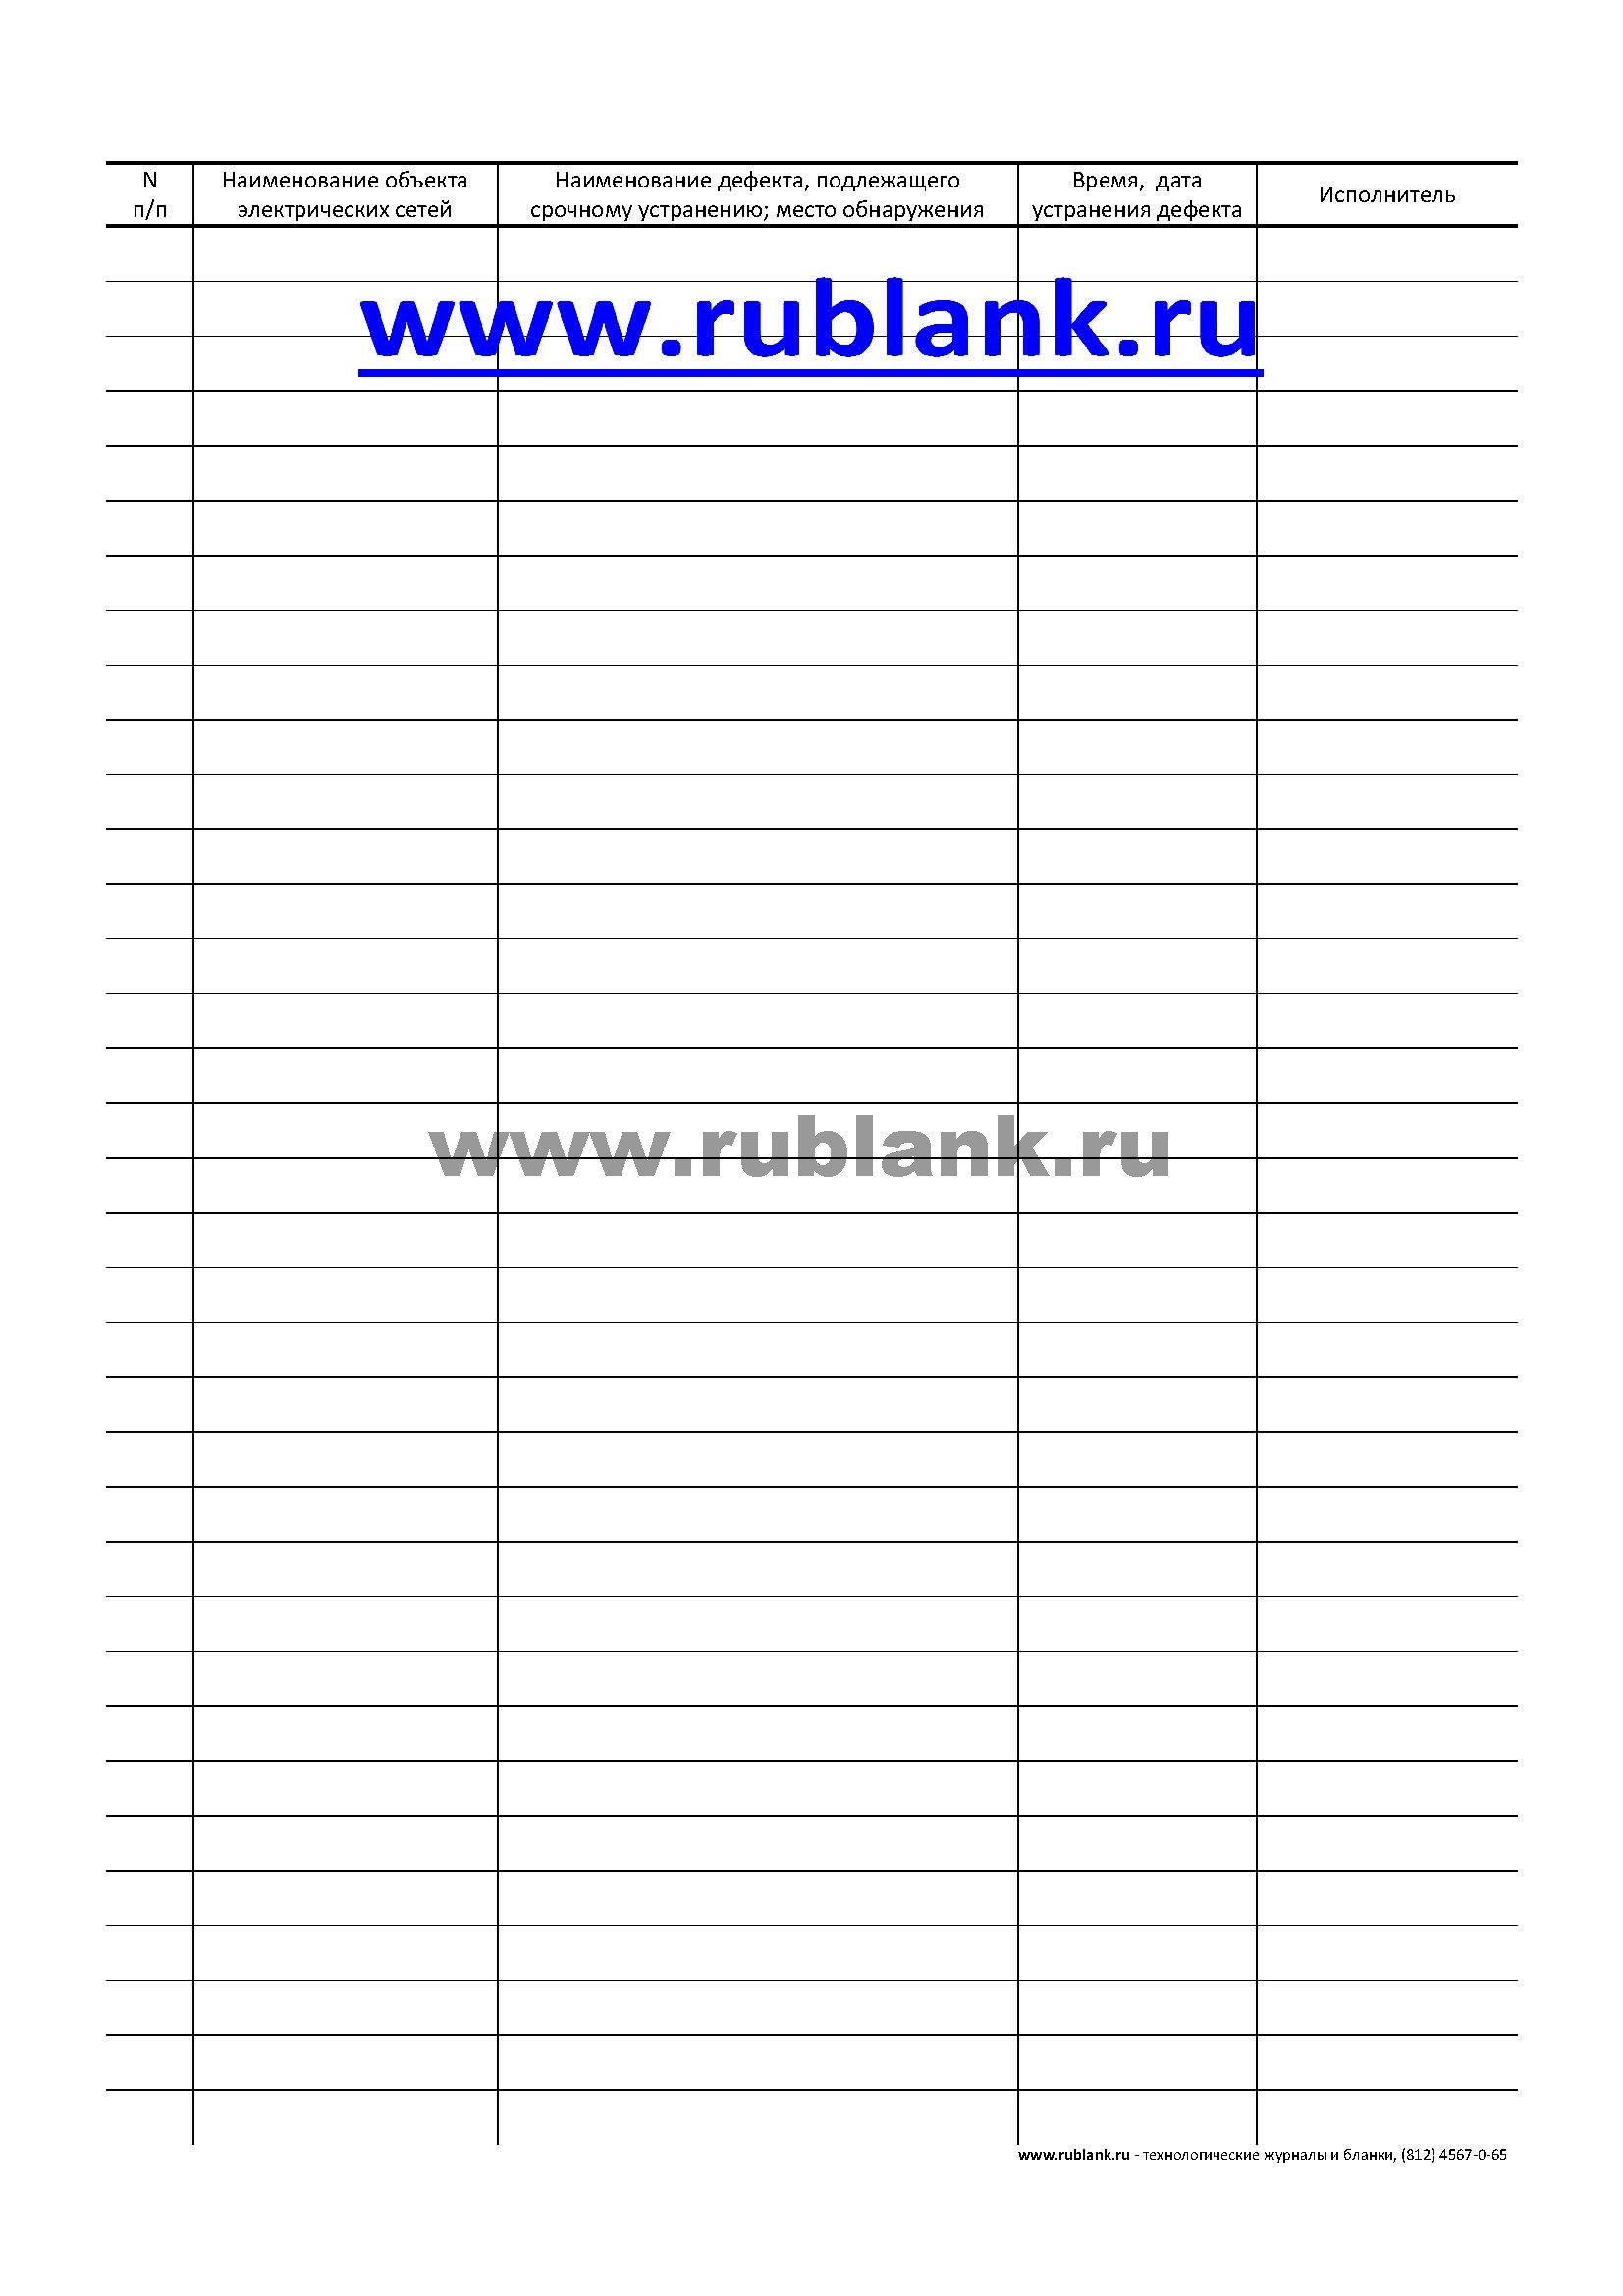 N
п/п
Наименование объекта
электрических сетей
Наименование дефекта, подлежащего
срочному устранению; место обнаружения
Время, дата
устранения дефекта
Исполнитель
www.rublank.ru
www.rublank.ru
www.rublank.ru - технологические журналы и бланки, (812) 4567-0-65